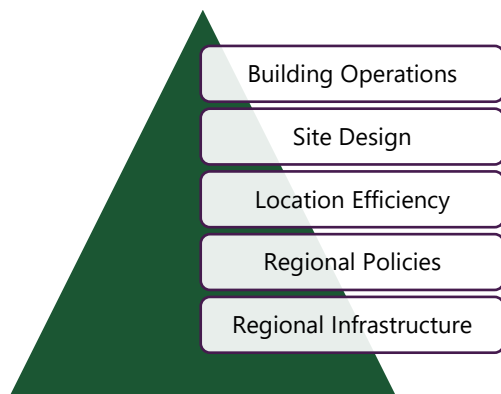 Building Operations
Site Design
Location Efficiency
Regional Policies
Regional Infrastructure